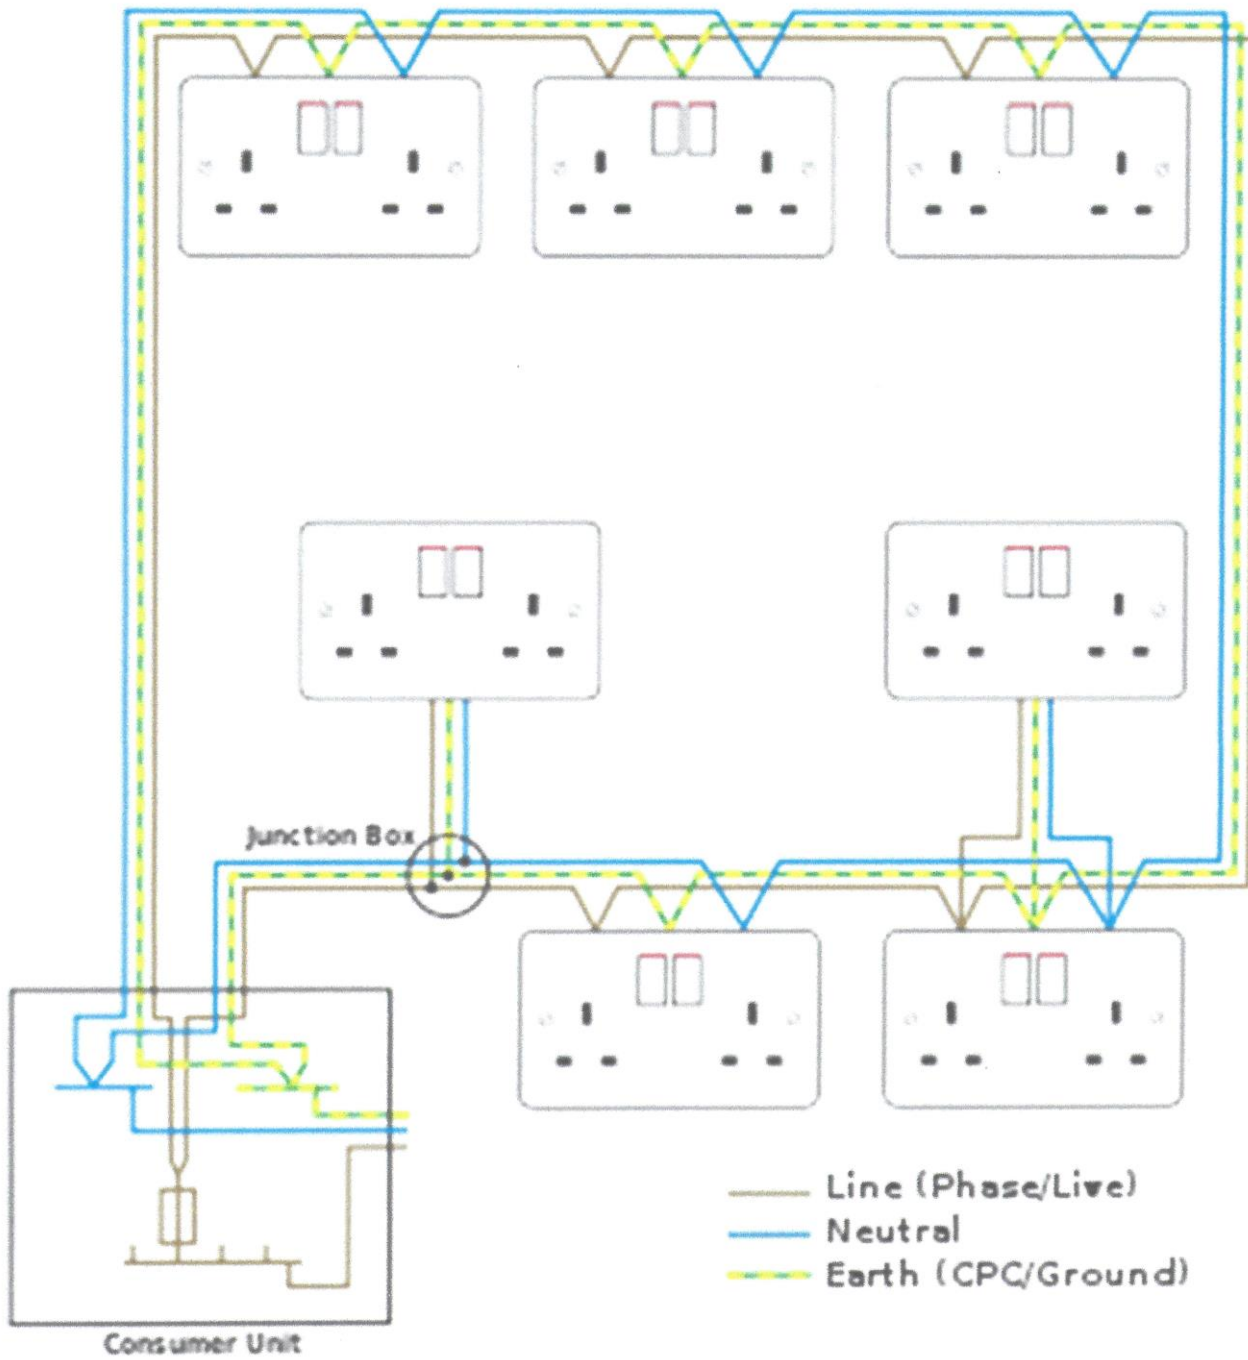 Junction Box
Line (Phase/Live)
Neutral
Earth (CPC/Ground)
Consumer Unit